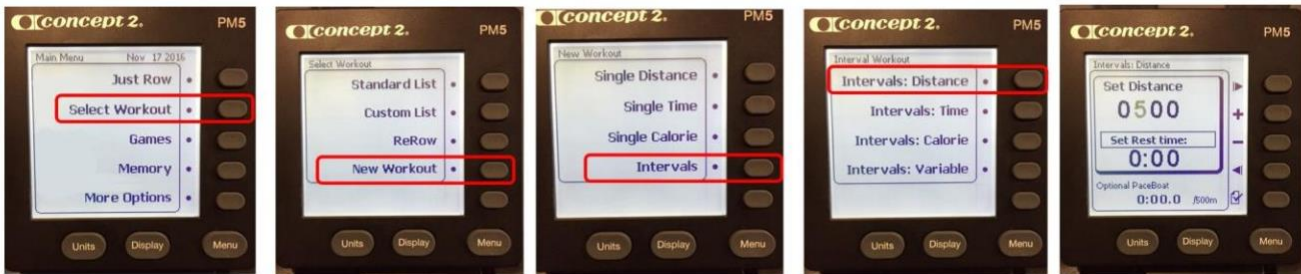 concept 2. PM5
Main Menu Nov 17 2016
Just Row
Select Workout
Games
Memory
More Options
Units Display Menu
concept 2. PM5
Select Workout
Standard List
Custom List
ReRow
New Workout
Units Display Menu
concept 2. PM5
New Workout
Single Distance
Single Time
Single Calorie
Intervals
Units Display Menu
concept 2. PM5
Interval Workout
Intervals: Distance
Intervals: Time
Intervals: Calorie
Intervals: Variable
Units Display Menu
concept 2. PM5
Intervals: Distance
Set Distance
0500
Set Rest time:
0:00
Optional PaceBoat
0:00.0 /500m
Units Display Menu